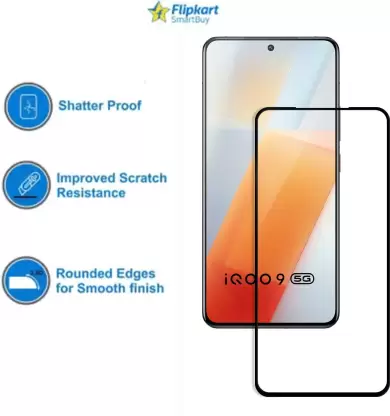 Flipkart
SmartBuy
Shatter Proof
Improved Scratch
Resistance
Rounded Edges
for Smooth finish
iQOO 9 5G